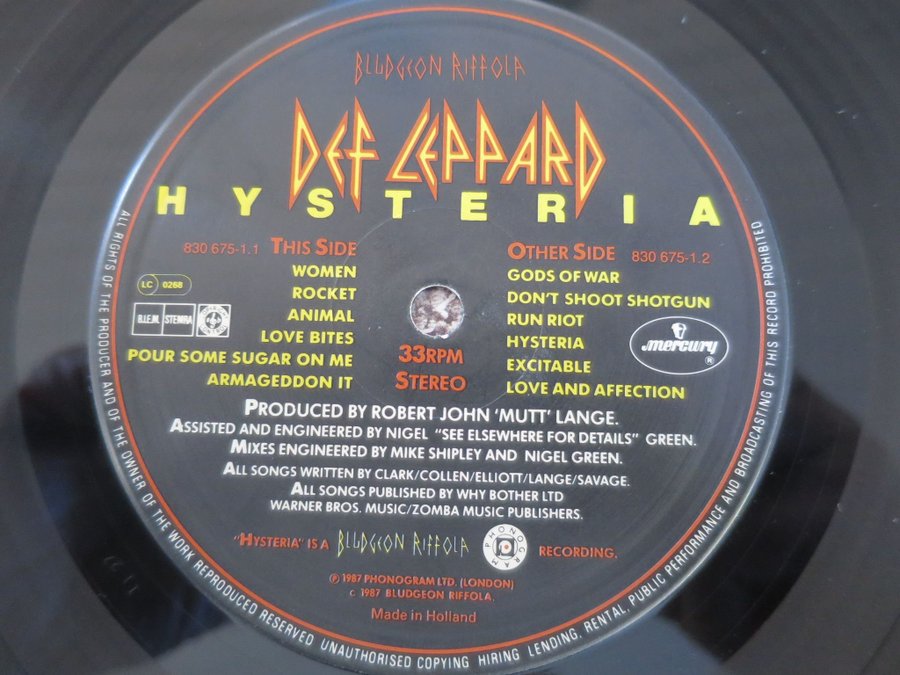 BLUDGEON RIFFOLA
DEF LEPPARD
HYSTERIA
830 675-1.1 THIS SIDE
WOMEN
ROCKET
ANIMAL
LOVE BITES
POUR SOME SUGAR ON ME
ARMAGEDDON IT
LC 0268
B.I.E.M. STEMRA
33RPM
STEREO
OTHER SIDE 830 675-1.2
GODS OF WAR
DON'T SHOOT SHOTGUN
RUN RIOT
HYSTERIA
EXCITABLE
LOVE AND AFFECTION
mercury ®
PRODUCED BY ROBERT JOHN 'MUTT' LANGE.
ASSISTED AND ENGINEERED BY NIGEL "SEE ELSEWHERE FOR DETAILS" GREEN.
MIXES ENGINEERED BY MIKE SHIPLEY AND NIGEL GREEN.
ALL SONGS WRITTEN BY CLARK/COLLEN/ELLIOTT/LANGE/SAVAGE.
ALL SONGS PUBLISHED BY WHY BOTHER LTD
WARNER BROS. MUSIC/ZOMBA MUSIC PUBLISHERS.
"HYSTERIA" IS A BLUDGEON RIFFOLA PHONOGRAM RECORDING.
℗ 1987 PHONOGRAM LTD. (LONDON)
c 1987 BLUDGEON RIFFOLA.
Made in Holland
ALL RIGHTS OF THE PRODUCER AND OF THE OWNER OF THE WORK REPRODUCED RESERVED UNAUTHORISED COPYING HIRING LENDING, RENTAL, PUBLIC PERFORMANCE AND BROADCASTING OF THIS RECORD PROHIBITED